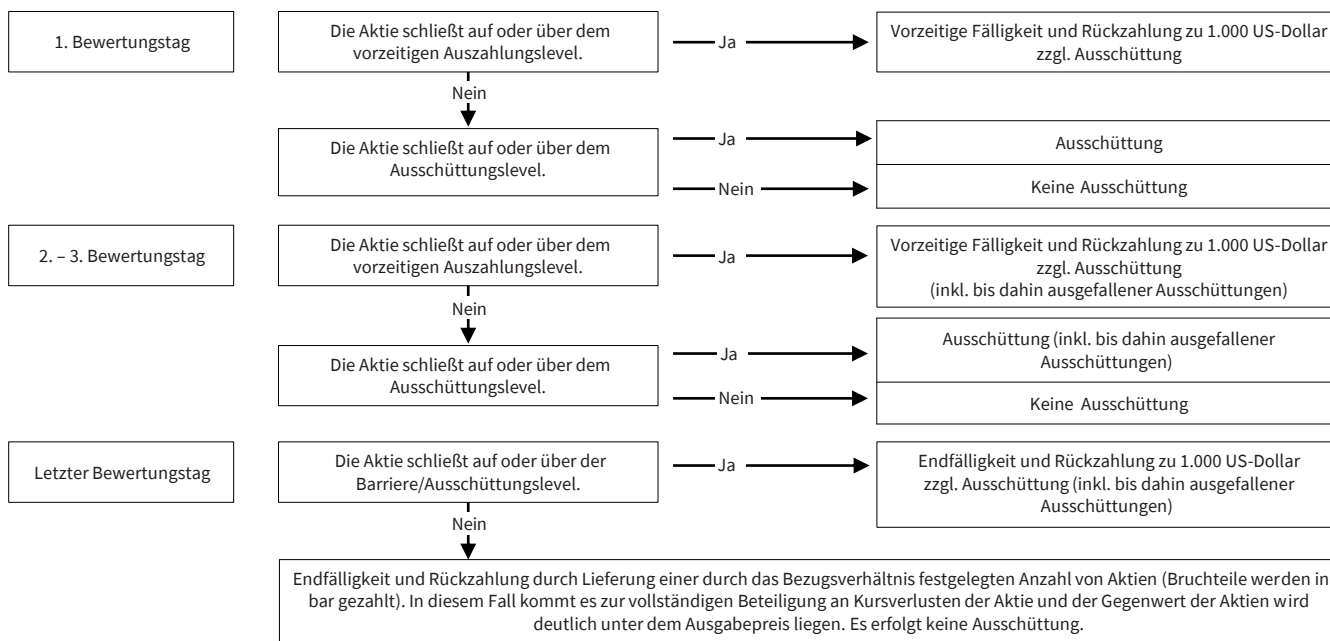 1. Bewertungstag
Die Aktie schließt auf oder über dem
vorzeitigen Auszahlungslevel.
Ja
Vorzeitige Fälligkeit und Rückzahlung zu 1.000 US-Dollar
zzgl. Ausschüttung
Nein
Die Aktie schließt auf oder über dem
Ausschüttungslevel.
Ja
Ausschüttung
Nein
Keine Ausschüttung
2. – 3. Bewertungstag
Die Aktie schließt auf oder über dem
vorzeitigen Auszahlungslevel.
Ja
Vorzeitige Fälligkeit und Rückzahlung zu 1.000 US-Dollar
zzgl. Ausschüttung
(inkl. bis dahin ausgefallener Ausschüttungen)
Nein
Die Aktie schließt auf oder über dem
Ausschüttungslevel.
Ja
Ausschüttung (inkl. bis dahin ausgefallener
Ausschüttungen)
Nein
Keine Ausschüttung
Letzter Bewertungstag
Die Aktie schließt auf oder über der
Barriere/Ausschüttungslevel.
Ja
Endfälligkeit und Rückzahlung zu 1.000 US-Dollar
zzgl. Ausschüttung (inkl. bis dahin ausgefallener
Ausschüttungen)
Nein
Endfälligkeit und Rückzahlung durch Lieferung einer durch das Bezugsverhältnis festgelegten Anzahl von Aktien (Bruchteile werden in
bar gezahlt). In diesem Fall kommt es zur vollständigen Beteiligung an Kursverlusten der Aktie und der Gegenwert der Aktien wird
deutlich unter dem Ausgabepreis liegen. Es erfolgt keine Ausschüttung.